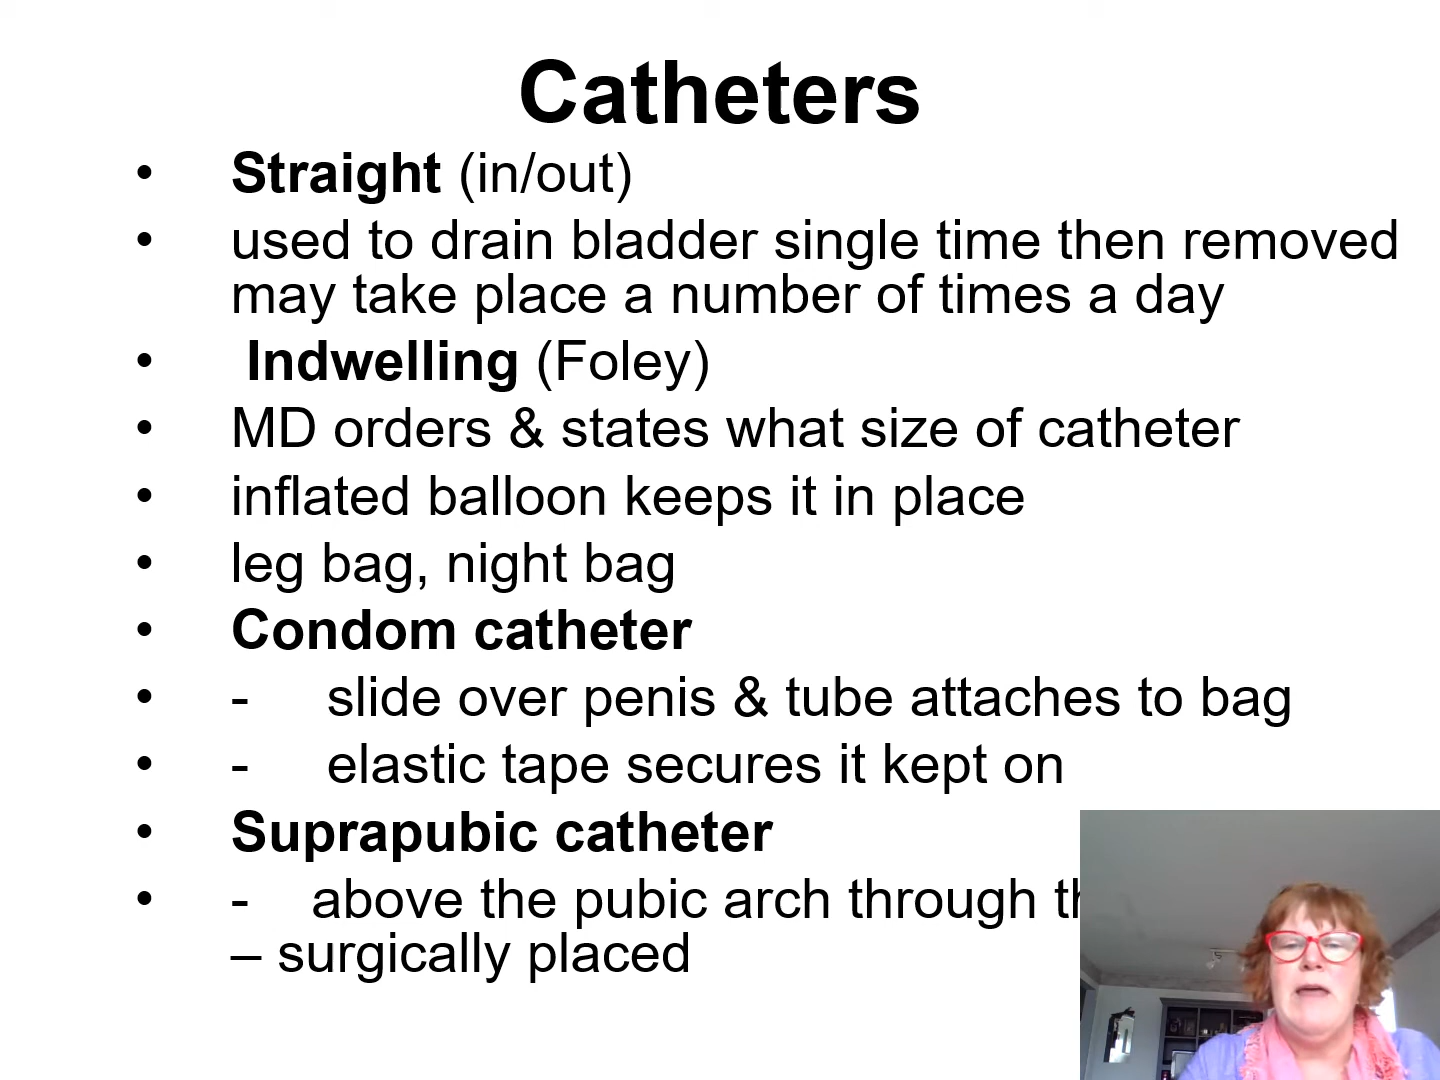 Catheters
• Straight (in/out)
• used to drain bladder single time then removed
may take place a number of times a day
• Indwelling (Foley)
• MD orders & states what size of catheter
• inflated balloon keeps it in place
• leg bag, night bag
• Condom catheter
• - slide over penis & tube attaches to bag
• - elastic tape secures it kept on
• Suprapubic catheter
• - above the pubic arch through
– surgically placed